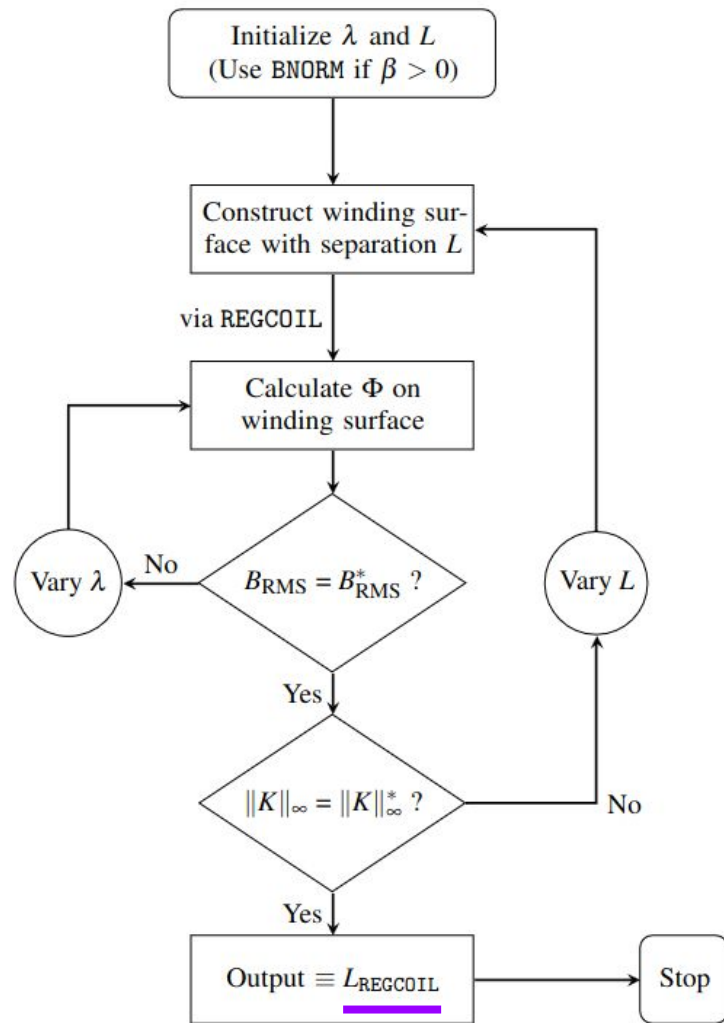 Initialize λ and L
(Use BNORM if β > 0)
Construct winding sur-
face with separation L
via REGCOIL
Calculate Φ on
winding surface
Vary λ
No
B_RMS = B*_RMS ?
Vary L
Yes
‖K‖∞ = ‖K‖*∞ ?
No
Yes
Output ≡ L_REGCOIL
Stop